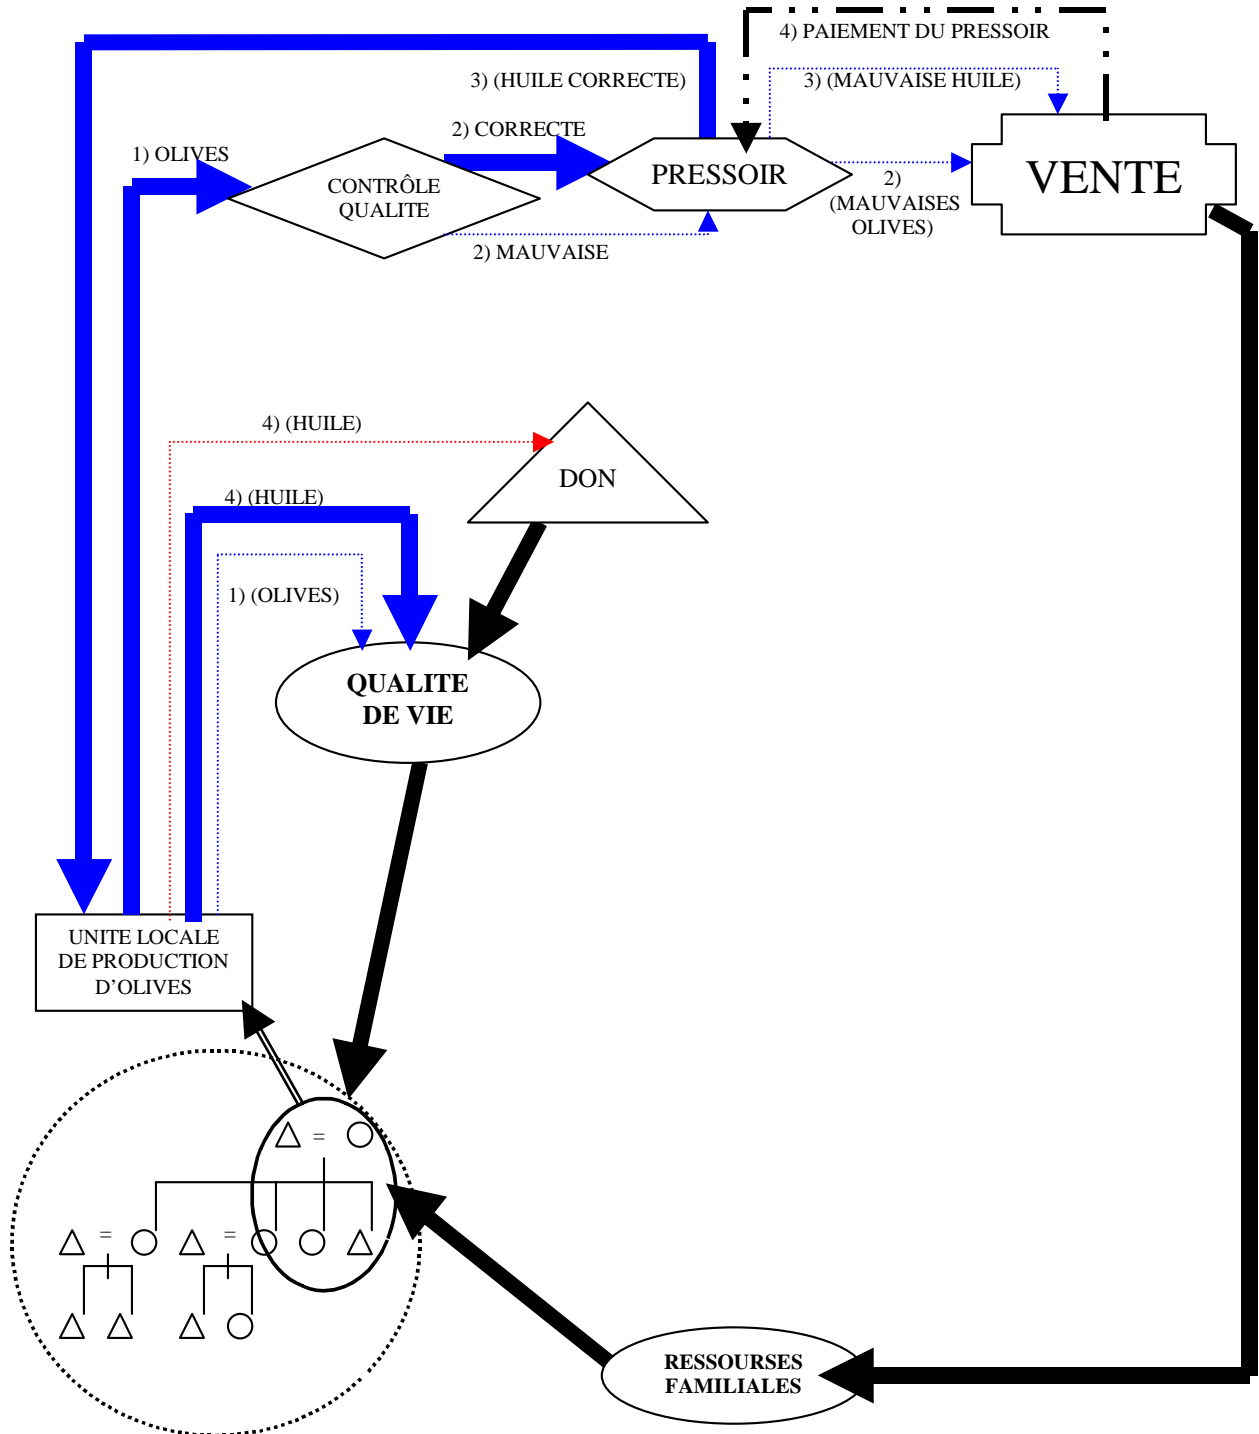 4) PAIEMENT DU PRESSOIR
3) (HUILE CORRECTE)
3) (MAUVAISE HUILE)
2) CORRECTE
1) OLIVES
CONTRÔLE
QUALITE
PRESSOIR
VENTE
2)
(MAUVAISES
OLIVES)
2) MAUVAISE
4) (HUILE)
DON
4) (HUILE)
1) (OLIVES)
QUALITE
DE VIE
UNITE LOCALE
DE PRODUCTION
D’OLIVES
=
= =
RESSOURSES
FAMILIALES